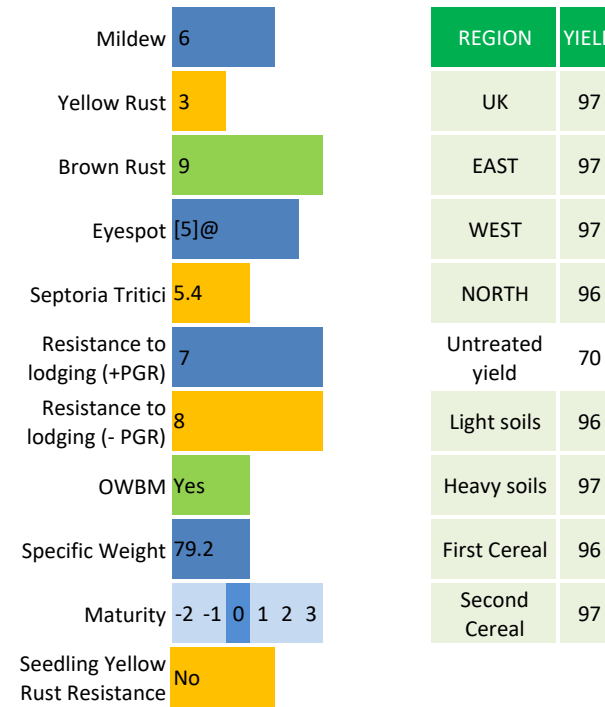 Mildew 6
Yellow Rust 3
Brown Rust 9
Eyespot [5]@
Septoria Tritici 5.4
Resistance to
lodging (+PGR) 7
Resistance to
lodging (- PGR) 8
OWBM Yes
Specific Weight 79.2
Maturity -2 -1 0 1 2 3
Seedling Yellow
Rust Resistance No
REGION
UK 97
EAST 97
WEST 97
NORTH 96
Untreated
yield 70
Light soils 96
Heavy soils 97
First Cereal 96
Second
Cereal 97